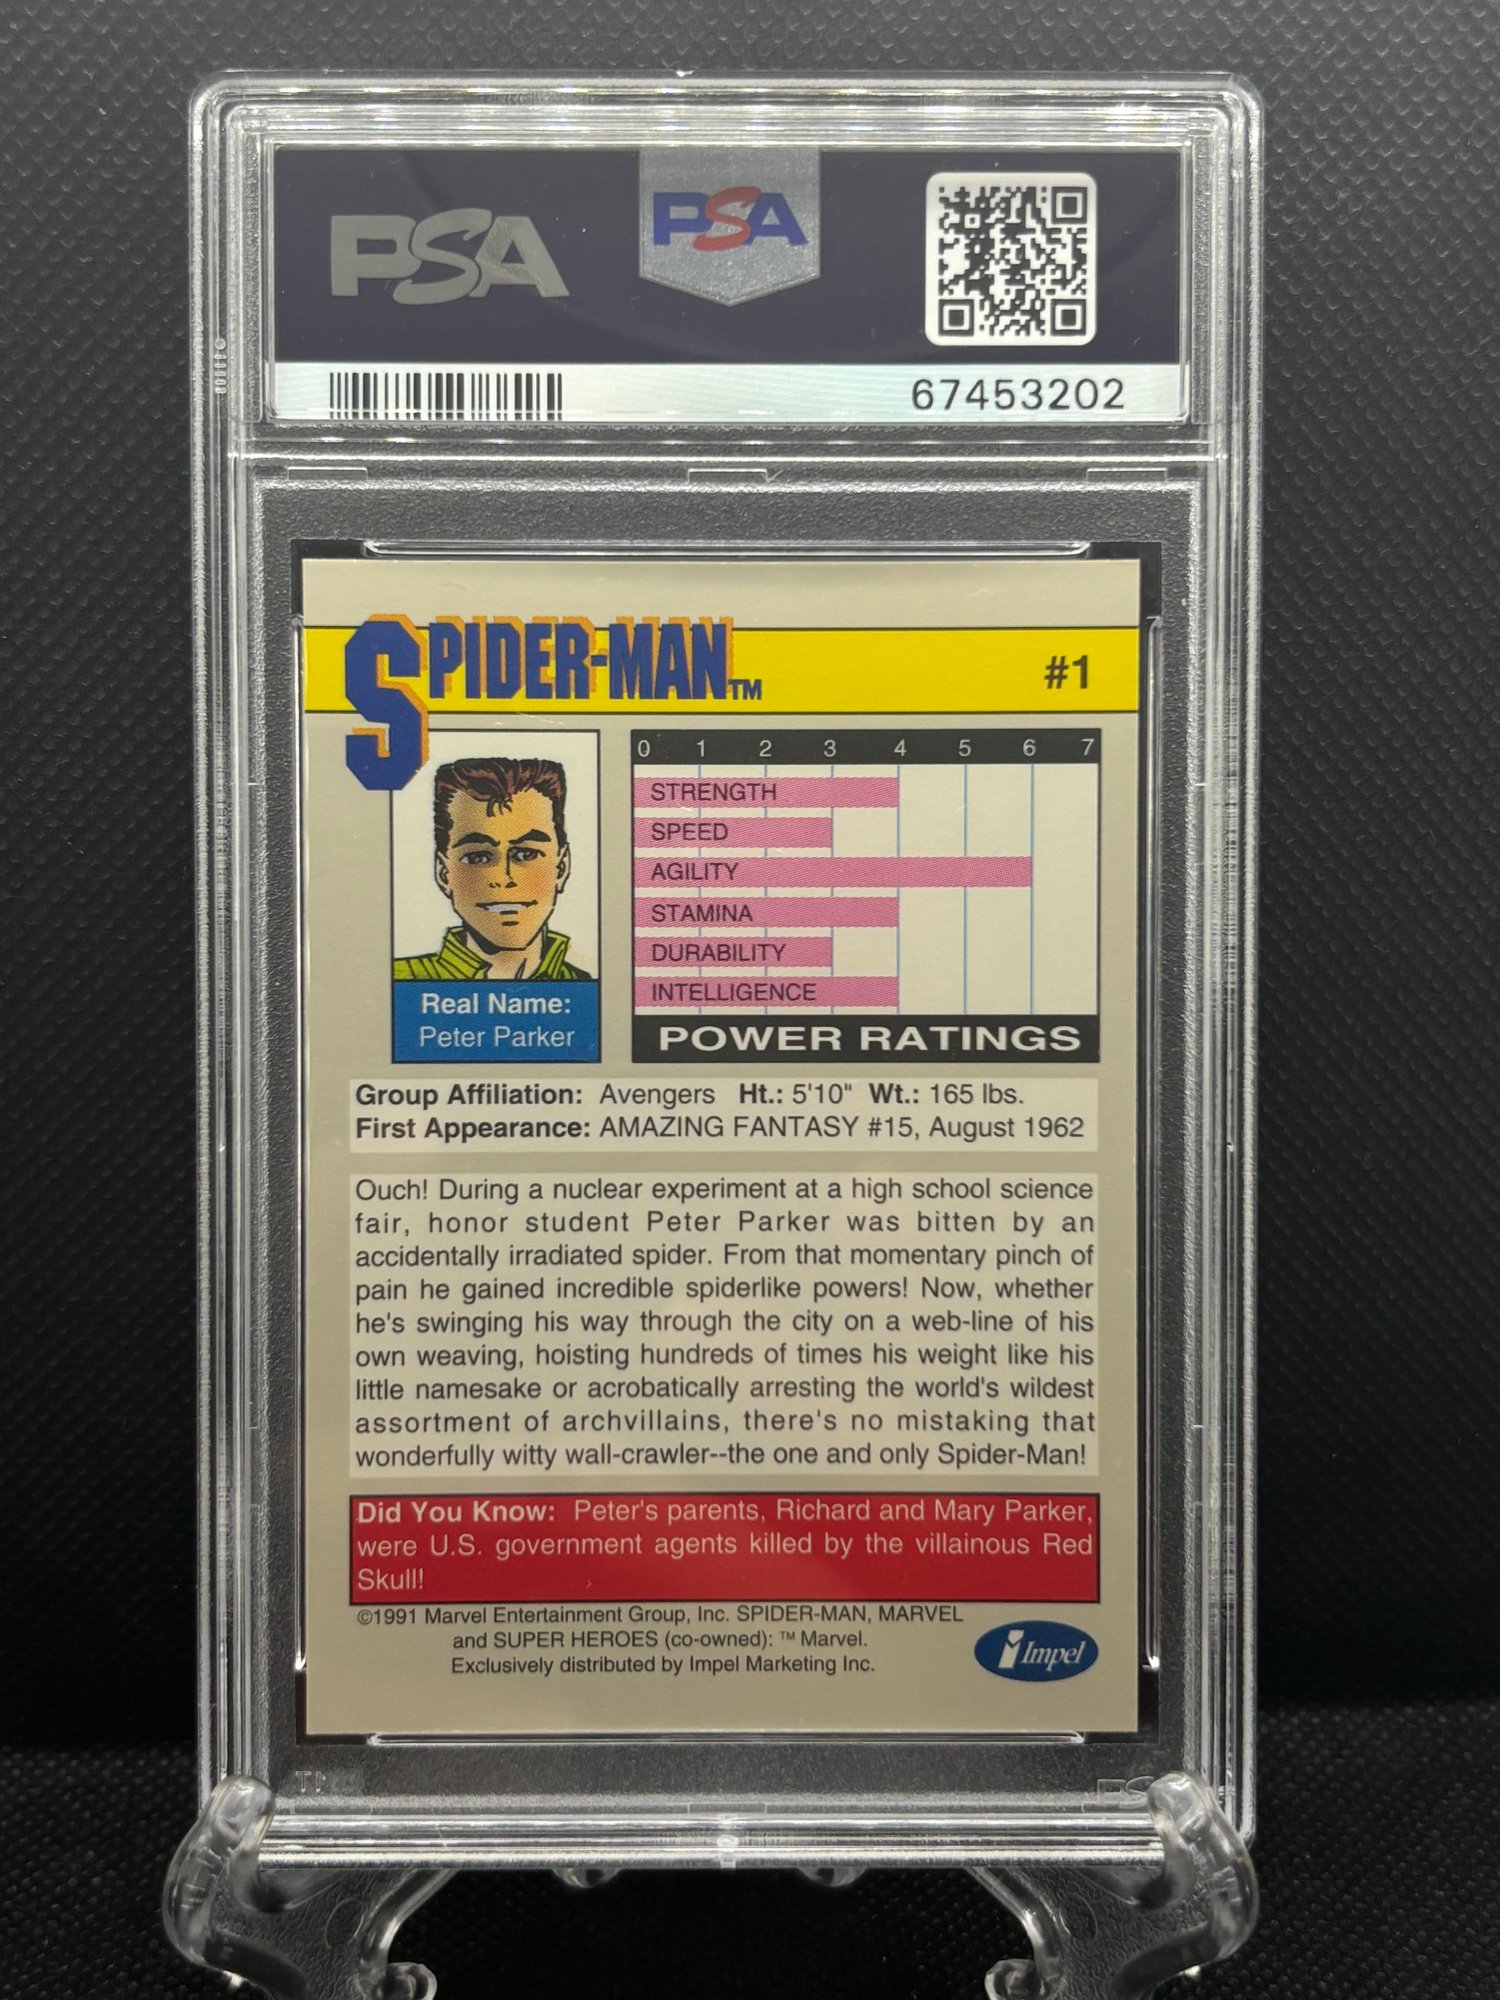 PSA PSA
67453202
SPIDER-MAN™ #1
0 1 2 3 4 5 6 7
STRENGTH
SPEED
AGILITY
STAMINA
DURABILITY
INTELLIGENCE
POWER RATINGS
Real Name:
Peter Parker
Group Affiliation: Avengers Ht.: 5'10" Wt.: 165 lbs.
First Appearance: AMAZING FANTASY #15, August 1962
Ouch! During a nuclear experiment at a high school science
fair, honor student Peter Parker was bitten by an
accidentally irradiated spider. From that momentary pinch of
pain he gained incredible spiderlike powers! Now, whether
he's swinging his way through the city on a web-line of his
own weaving, hoisting hundreds of times his weight like his
little namesake or acrobatically arresting the world's wildest
assortment of archvillains, there's no mistaking that
wonderfully witty wall-crawler--the one and only Spider-Man!
Did You Know: Peter's parents, Richard and Mary Parker,
were U.S. government agents killed by the villainous Red
Skull!
©1991 Marvel Entertainment Group, Inc. SPIDER-MAN, MARVEL
and SUPER HEROES (co-owned): ™ Marvel.
Exclusively distributed by Impel Marketing Inc.
Impel